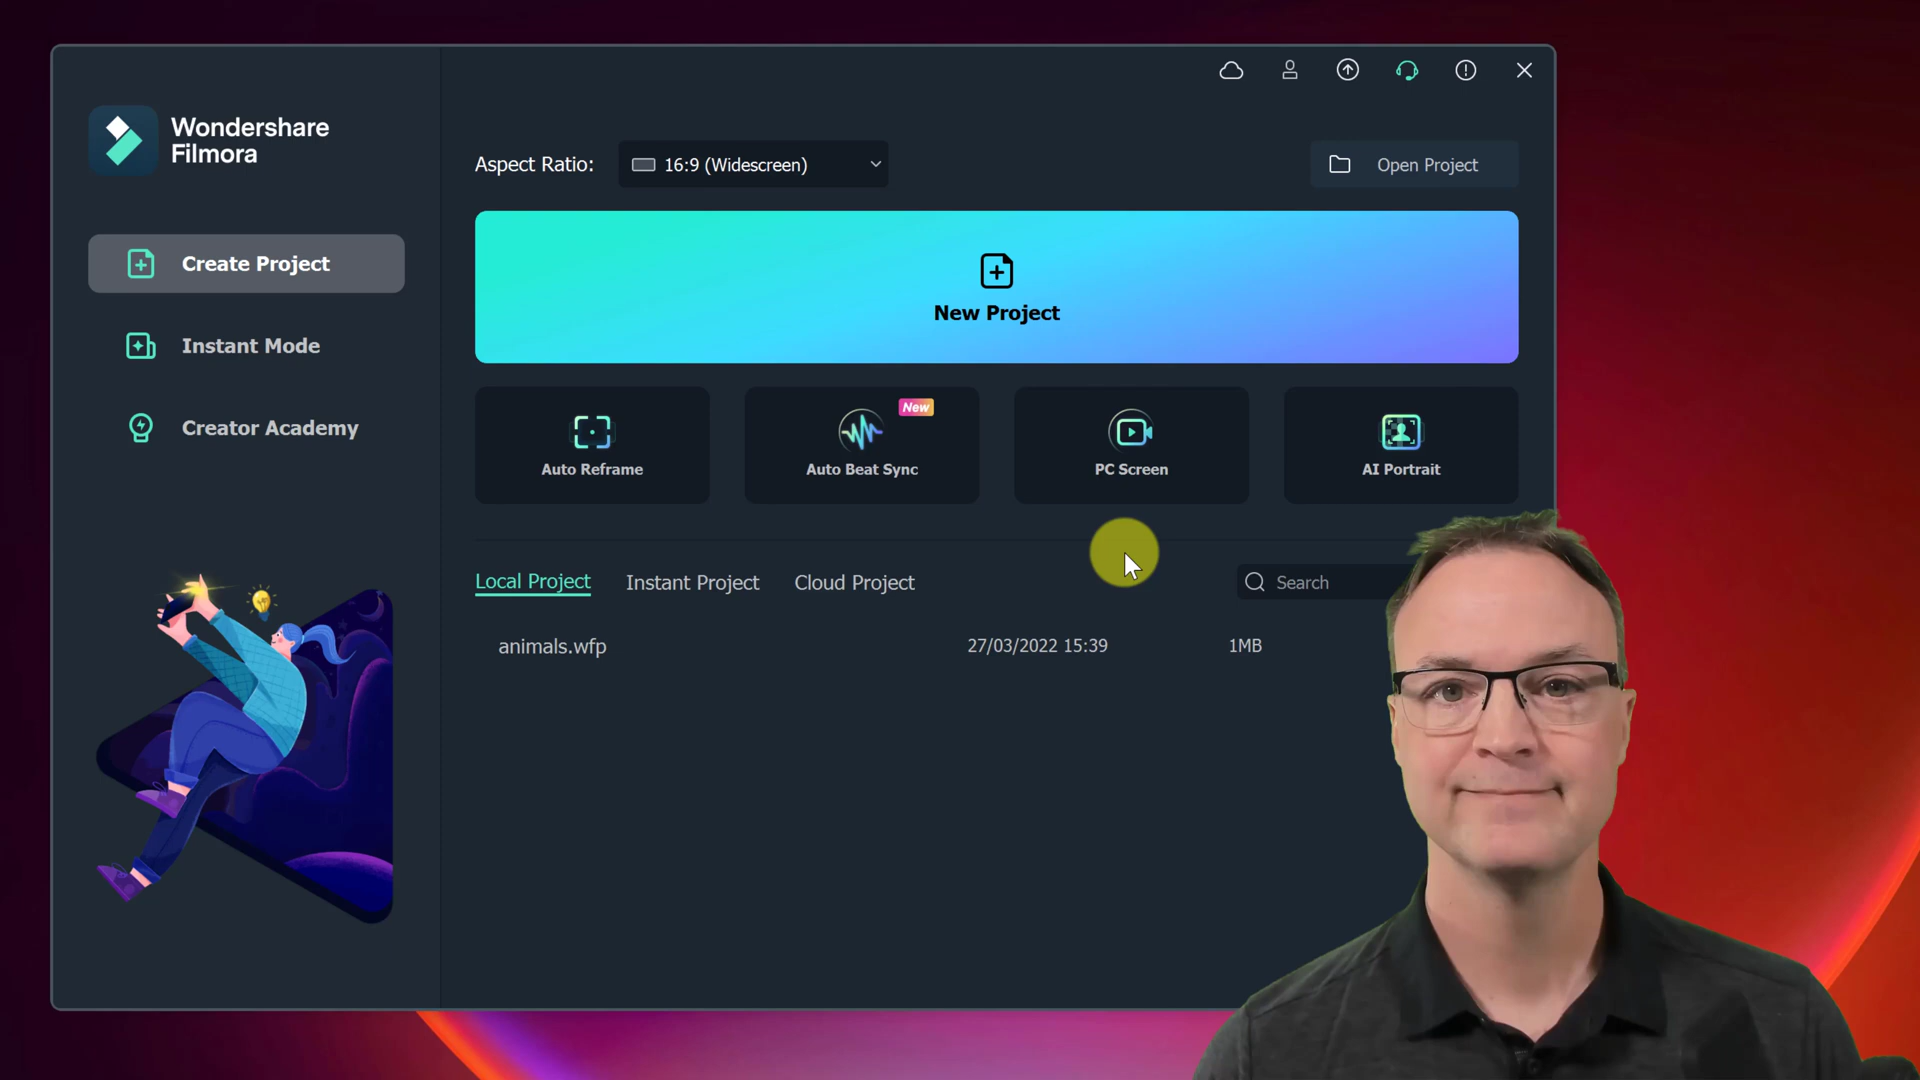 Wondershare
Filmora
Create Project
Instant Mode
Creator Academy
Aspect Ratio:
16:9 (Widescreen)
Open Project
New Project
Auto Reframe
New
Auto Beat Sync
PC Screen
AI Portrait
Local Project
Instant Project
Cloud Project
Search
animals.wfp
27/03/2022 15:39
1MB